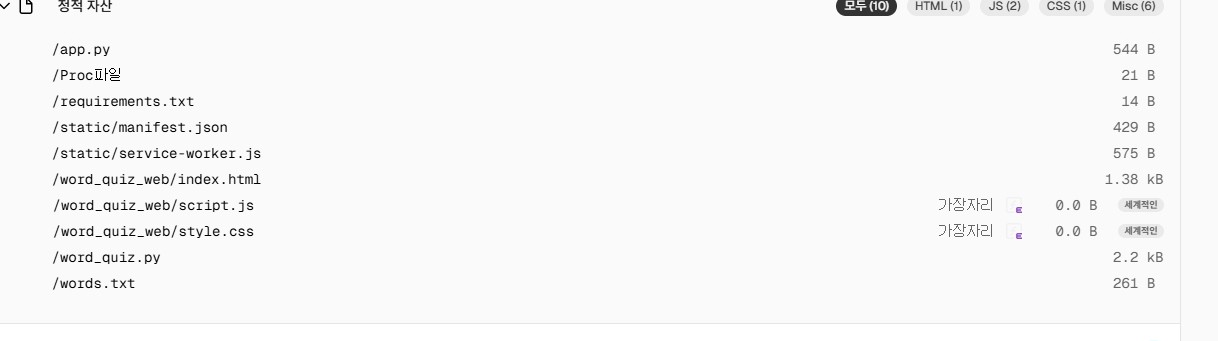 정적 자산 모두 (10) HTML (1) JS (2) CSS (1) Misc (6)
/app.py 544 B
/Proc파일 21 B
/requirements.txt 14 B
/static/manifest.json 429 B
/static/service-worker.js 575 B
/word_quiz_web/index.html 1.38 kB
/word_quiz_web/script.js 가장자리 ε 0.0 B 세계적인
/word_quiz_web/style.css 가장자리 ε 0.0 B 세계적인
/word_quiz.py 2.2 kB
/words.txt 261 B